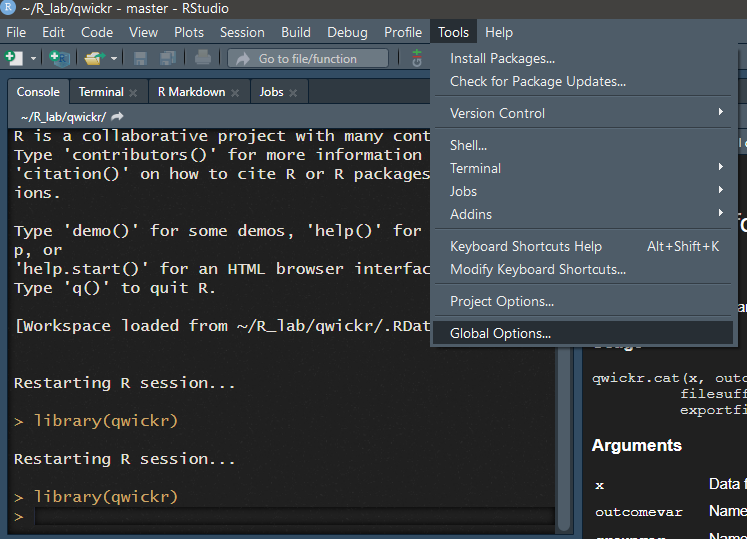 ~/R_lab/qwickr - master - RStudio
File Edit Code View Plots Session Build Debug Profile Tools Help
Go to file/function
Install Packages...
Check for Package Updates...
Version Control
Shell...
Terminal
Jobs
Addins
Keyboard Shortcuts Help Alt+Shift+K
Modify Keyboard Shortcuts...
Project Options...
Global Options...
Console Terminal R Markdown Jobs
~/R_lab/qwickr/
R is a collaborative project with many cont
Type 'contributors()' for more information
'citation()' on how to cite R or R packages
ions.
Type 'demo()' for some demos, 'help()' for
p, or
'help.start()' for an HTML browser interfac
Type 'q()' to quit R.
[Workspace loaded from ~/R_lab/qwickr/.RDat
Restarting R session...
> library(qwickr)
Restarting R session...
> library(qwickr)
>
qwickr.cat(x, outc
filesuff
exportfi
Arguments
x Data f
outcomevar Name